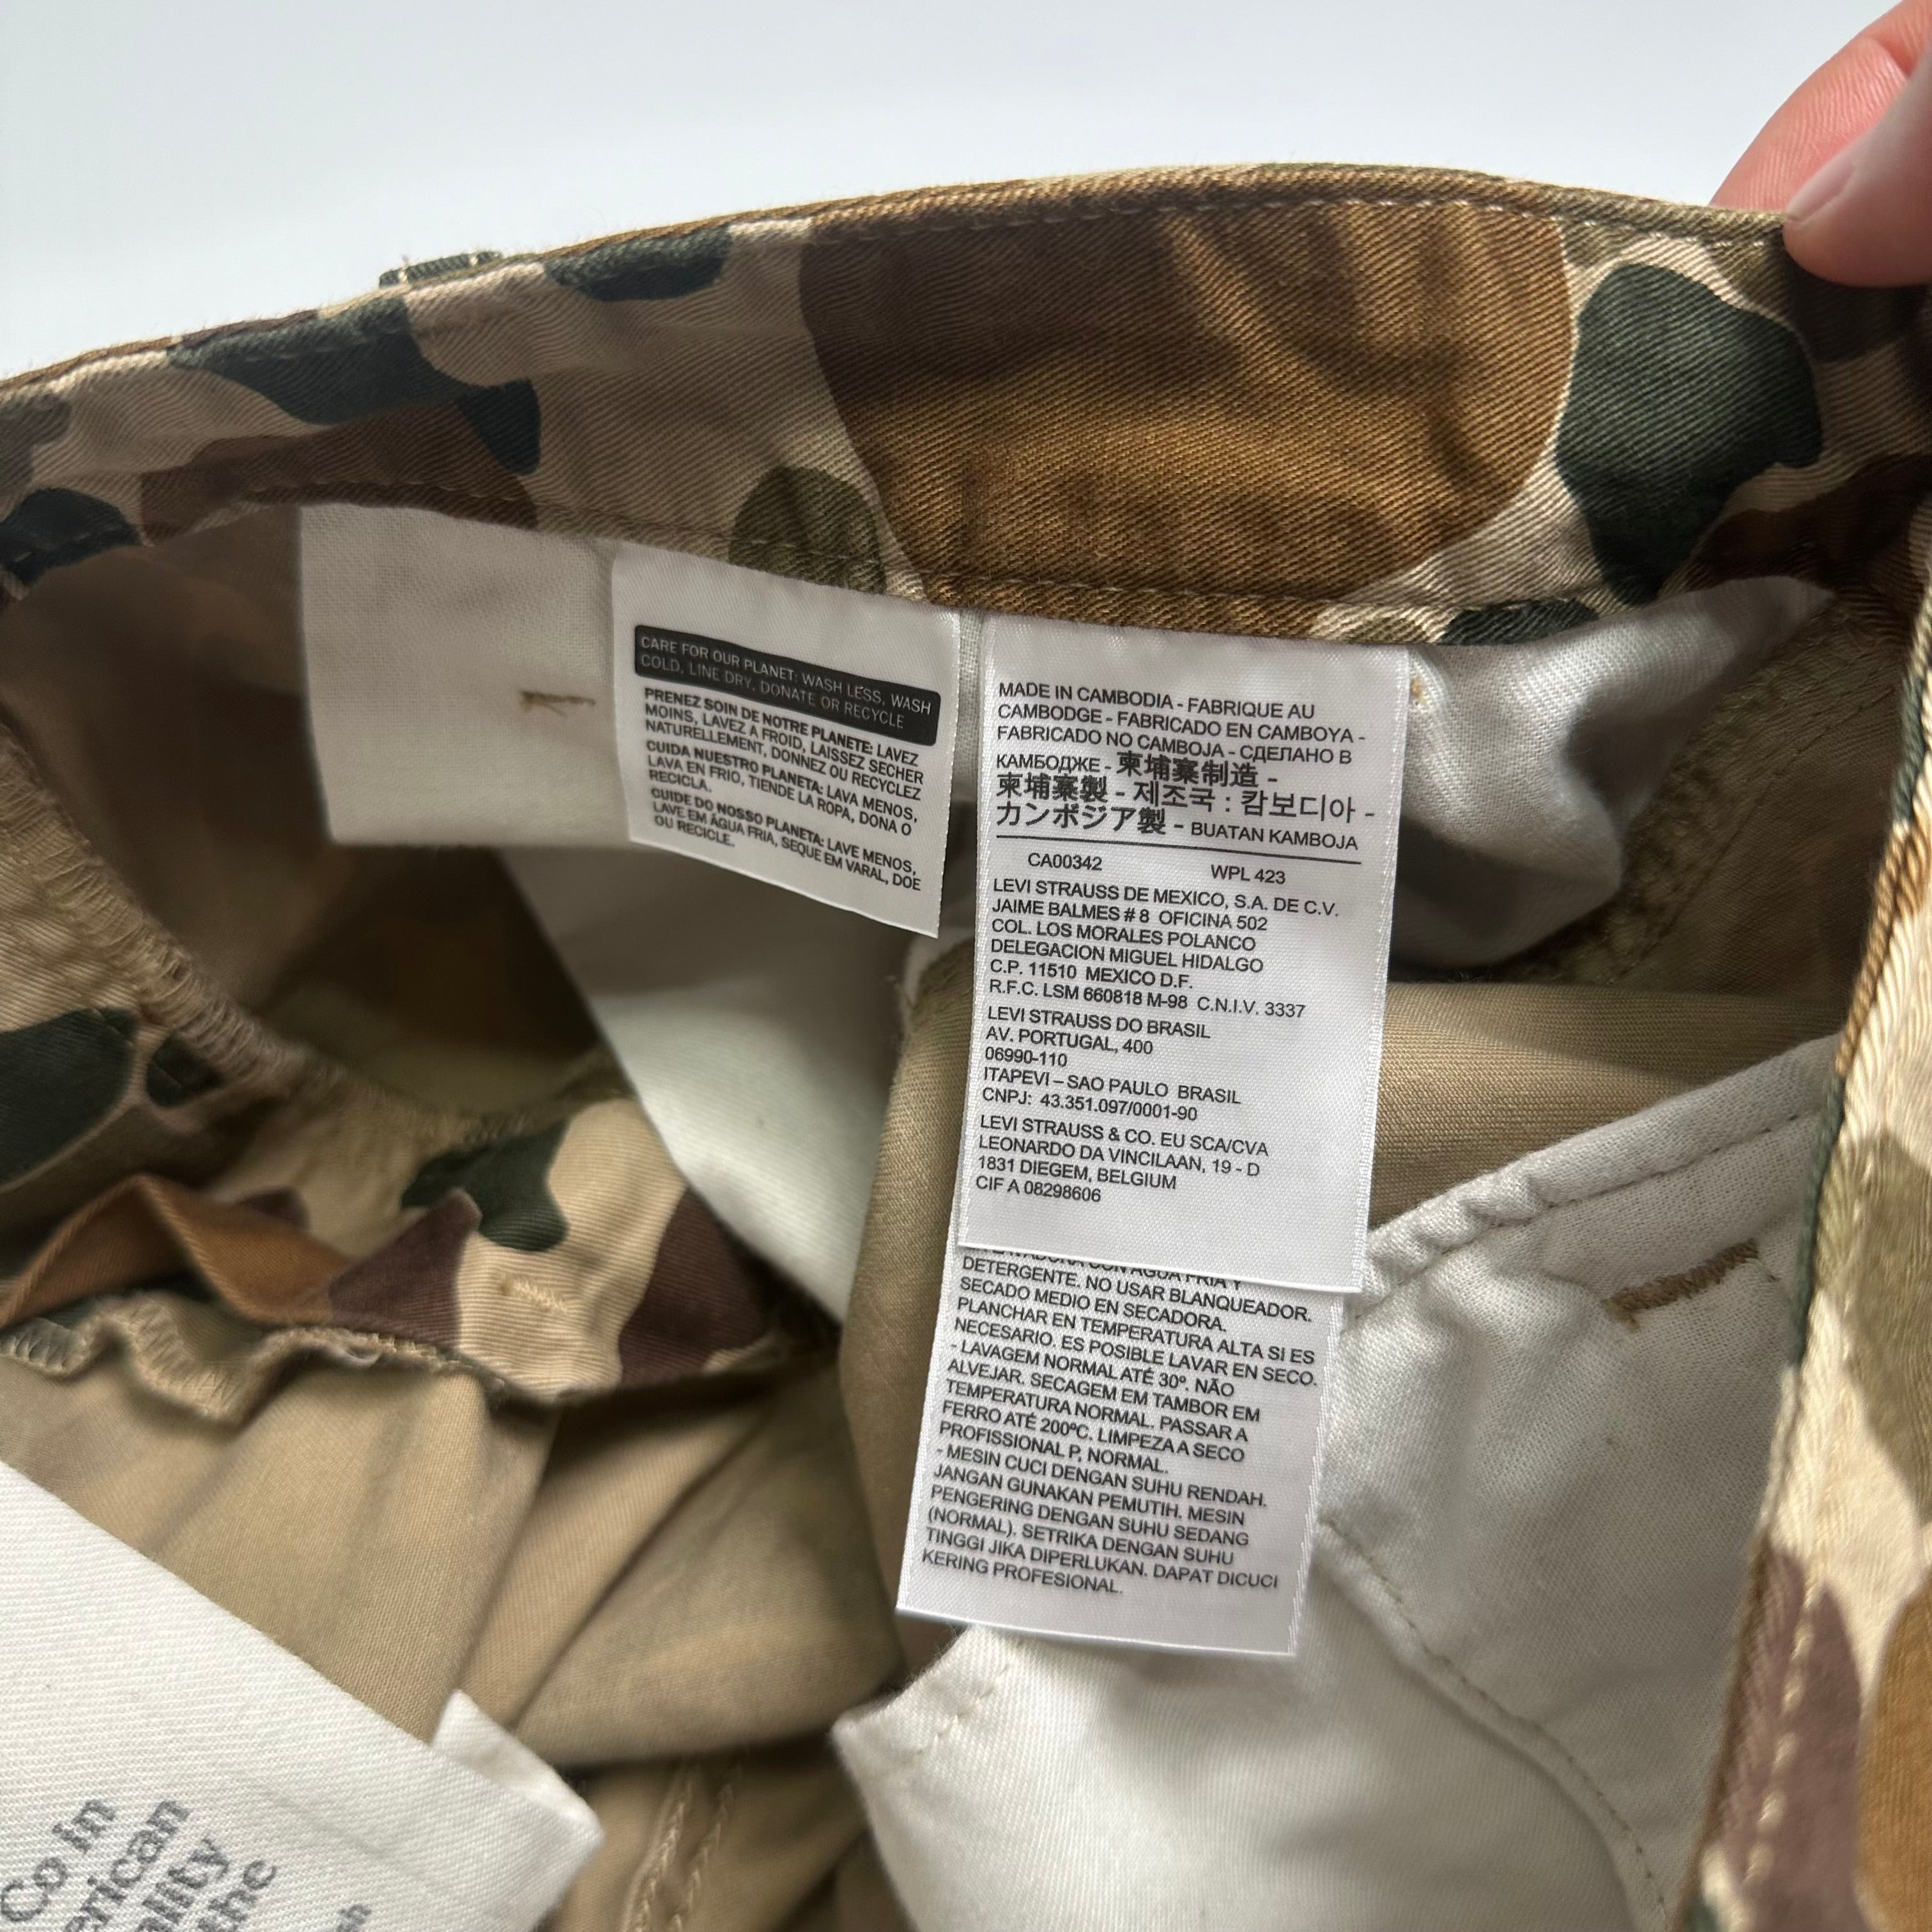 CARE FOR OUR PLANET: WASH LESS, WASH
COLD, LINE DRY, DONATE OR RECYCLE
PRENEZ SOIN DE NOTRE PLANETE: LAVEZ
MOINS, LAVEZ A FROID, LAISSEZ SECHER
NATURELLEMENT, DONNEZ OU RECYCLEZ
CUIDA NUESTRO PLANETA: LAVA MENOS,
LAVA EN FRIO, TIENDE LA ROPA, DONA O
RECICLA.
CUIDE DO NOSSO PLANETA: LAVE MENOS,
LAVE EM ÁGUA FRIA, SEQUE EM VARAL, DOE
OU RECICLE.
MADE IN CAMBODIA - FABRIQUE AU
CAMBODGE - FABRICADO EN CAMBOYA -
FABRICADO NO CAMBOJA - СДЕЛАНО В
КАМБОДЖЕ - 柬埔寨制造 -
柬埔寨製 - 제조국 : 캄보디아 -
カンボジア製 - BUATAN KAMBOJA
CA00342 WPL 423
LEVI STRAUSS DE MEXICO, S.A. DE C.V.
JAIME BALMES # 8 OFICINA 502
COL. LOS MORALES POLANCO
DELEGACION MIGUEL HIDALGO
C.P. 11510 MEXICO D.F.
R.F.C. LSM 660818 M-98 C.N.I.V. 3337
LEVI STRAUSS DO BRASIL
AV. PORTUGAL, 400
06990-110
ITAPEVI – SAO PAULO BRASIL
CNPJ: 43.351.097/0001-90
LEVI STRAUSS & CO. EU SCA/CVA
LEONARDO DA VINCILAAN, 19 - D
1831 DIEGEM, BELGIUM
CIF A 08298606
CON AGUA FRIA Y
DETERGENTE. NO USAR BLANQUEADOR.
SECADO MEDIO EN SECADORA.
PLANCHAR EN TEMPERATURA ALTA SI ES
NECESARIO. ES POSIBLE LAVAR EN SECO.
- LAVAGEM NORMAL ATÉ 30º. NÃO
ALVEJAR. SECAGEM EM TAMBOR EM
TEMPERATURA NORMAL. PASSAR A
FERRO ATÉ 200ºC. LIMPEZA A SECO
PROFISSIONAL P, NORMAL.
- MESIN CUCI DENGAN SUHU RENDAH.
JANGAN GUNAKAN PEMUTIH. MESIN
PENGERING DENGAN SUHU SEDANG
(NORMAL). SETRIKA DENGAN SUHU
TINGGI JIKA DIPERLUKAN. DAPAT DICUCI
KERING PROFESIONAL.
Co in
erican
ality
the